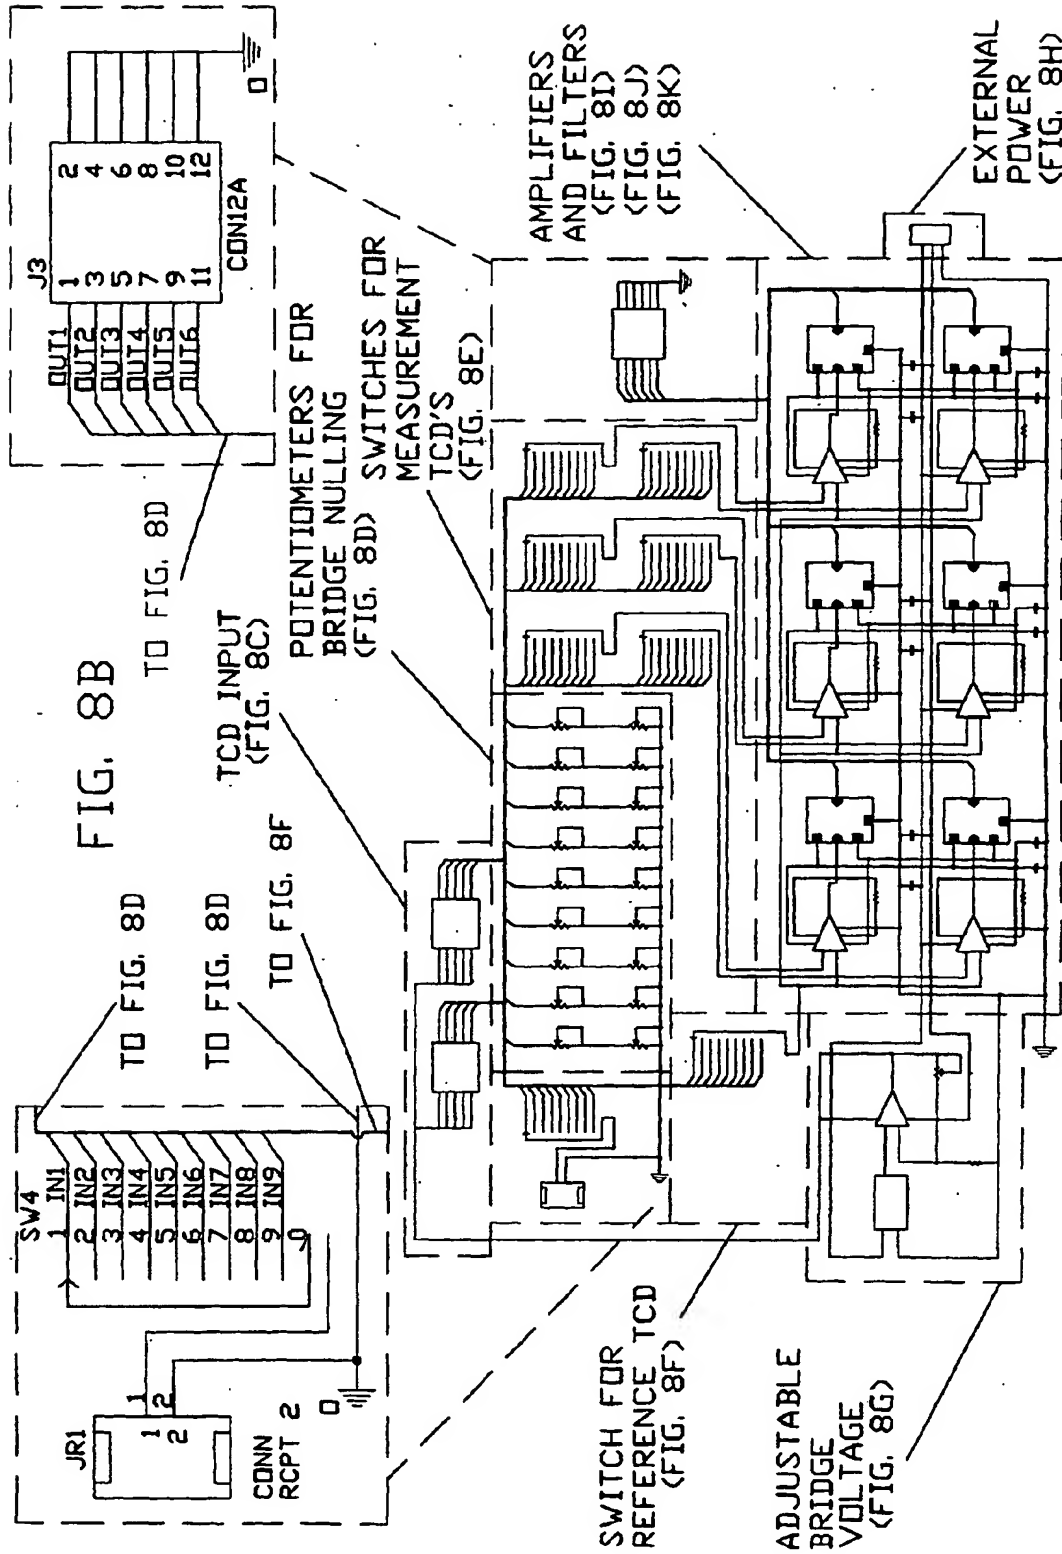 FIG. 8B
SW4
1 IN1
2 IN2
3 IN3
4 IN4
5 IN5
6 IN6
7 IN7
8 IN8
9 IN9
0
JR1
1
2
1
2
CONN
RCPT 2
0
TO FIG. 8D
TO FIG. 8D
TO FIG. 8F
TO FIG. 8D
J3
OUT1
OUT2
OUT3
OUT4
OUT5
OUT6
1 2
3 4
5 6
7 8
9 10
11 12
CON12A
0
TCD INPUT
(FIG. 8C)
POTENTIOMETERS FOR
BRIDGE NULLING
(FIG. 8D)
SWITCHES FOR
MEASUREMENT
TCD'S
(FIG. 8E)
AMPLIFIERS
AND FILTERS
(FIG. 8I)
(FIG. 8J)
(FIG. 8K)
EXTERNAL
POWER
(FIG. 8H)
SWITCH FOR
REFERENCE TCD
(FIG. 8F)
ADJUSTABLE
BRIDGE
VOLTAGE
(FIG. 8G)